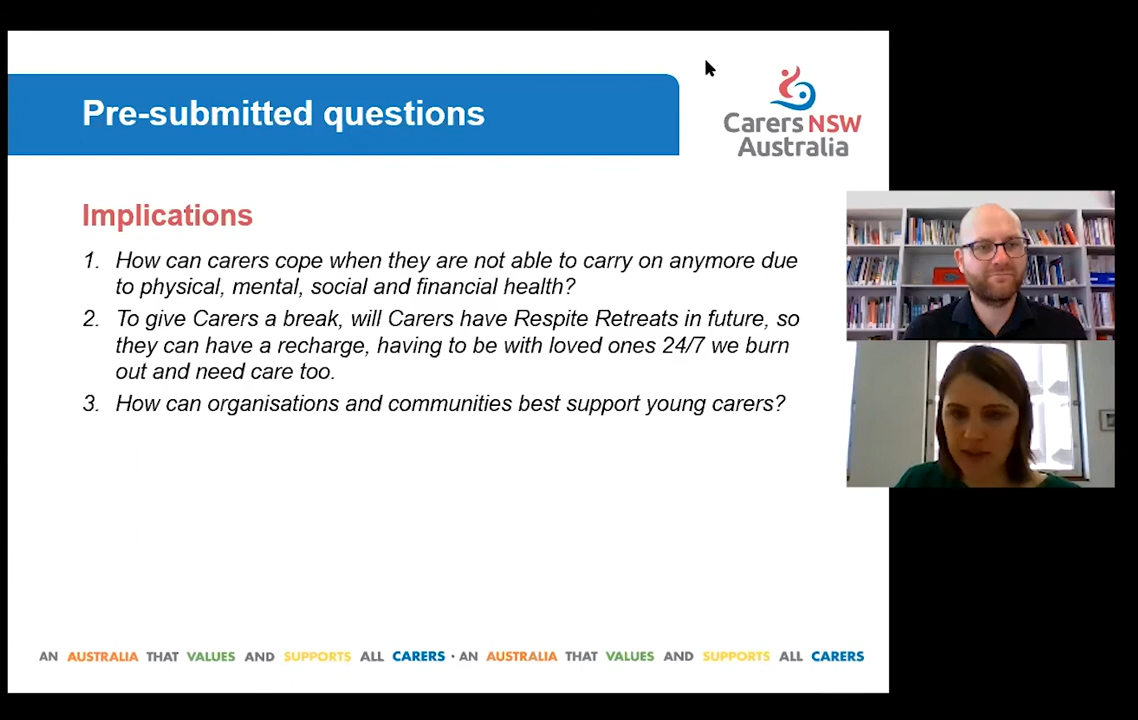 Pre-submitted questions
Carers NSW
Australia
Implications
1. How can carers cope when they are not able to carry on anymore due
to physical, mental, social and financial health?
2. To give Carers a break, will Carers have Respite Retreats in future, so
they can have a recharge, having to be with loved ones 24/7 we burn
out and need care too.
3. How can organisations and communities best support young carers?
AN AUSTRALIA THAT VALUES AND SUPPORTS ALL CARERS · AN AUSTRALIA THAT VALUES AND SUPPORTS ALL CARERS